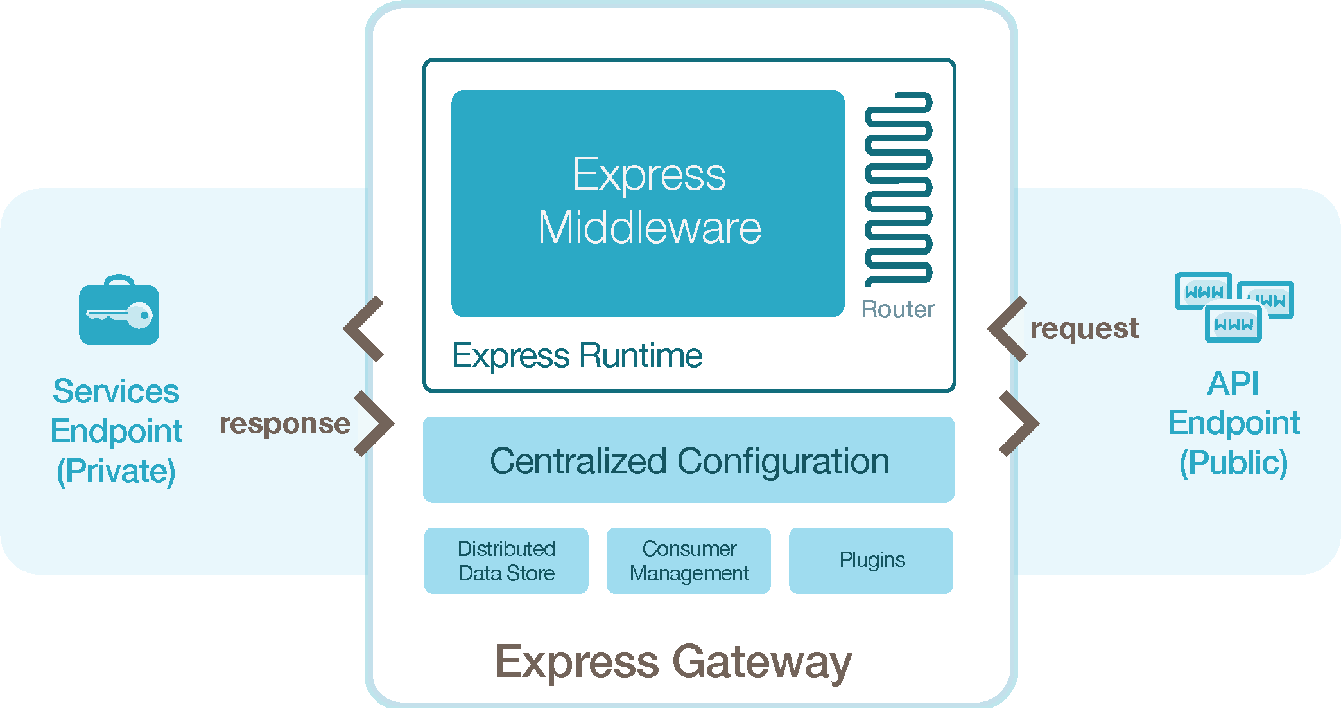 Express
Middleware
Router
Express Runtime
Services
Endpoint
(Private)
response
request
WWW
WWW
WWW
API
Endpoint
(Public)
Centralized Configuration
Distributed
Data Store
Consumer
Management
Plugins
Express Gateway